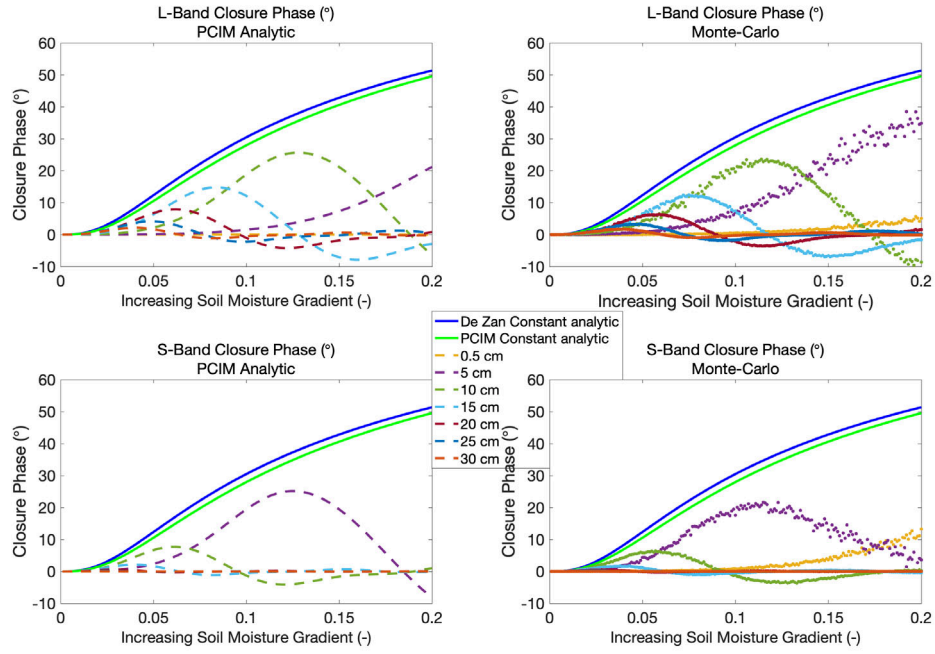 L-Band Closure Phase (°)
PCIM Analytic
60
50
40
30
20
10
0
-10
Closure Phase (°)
0
0.05
0.1
0.15
0.2
Increasing Soil Moisture Gradient (-)
L-Band Closure Phase (°)
Monte-Carlo
60
50
40
30
20
10
0
-10
Closure Phase (°)
0
0.05
0.1
0.15
0.2
Increasing Soil Moisture Gradient (-)
De Zan Constant analytic
PCIM Constant analytic
0.5 cm
5 cm
10 cm
15 cm
20 cm
25 cm
30 cm
S-Band Closure Phase (°)
PCIM Analytic
60
50
40
30
20
10
0
-10
Closure Phase (°)
0
0.05
0.1
0.15
0.2
Increasing Soil Moisture Gradient (-)
S-Band Closure Phase (°)
Monte-Carlo
60
50
40
30
20
10
0
-10
Closure Phase (°)
0
0.05
0.1
0.15
0.2
Increasing Soil Moisture Gradient (-)